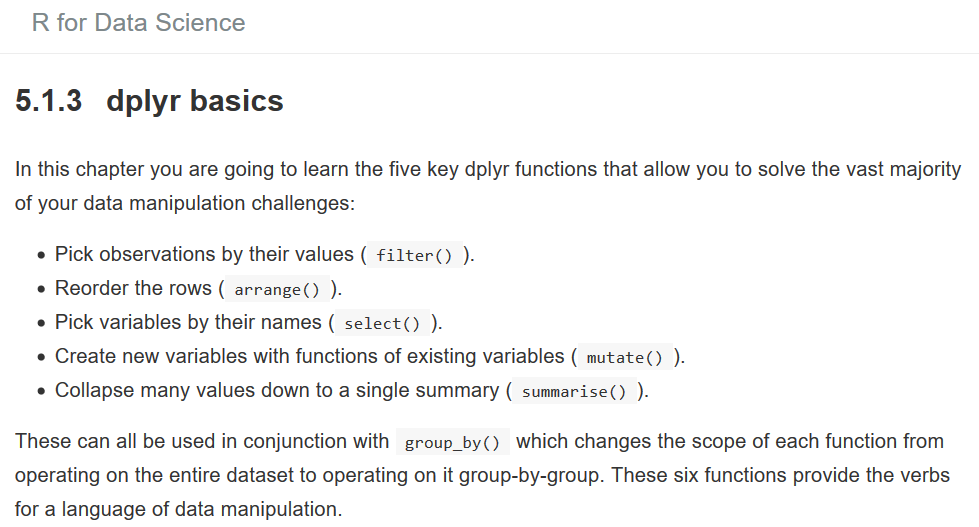 R for Data Science
5.1.3 dplyr basics
In this chapter you are going to learn the five key dplyr functions that allow you to solve the vast majority
of your data manipulation challenges:
• Pick observations by their values ( filter() ).
• Reorder the rows ( arrange() ).
• Pick variables by their names ( select() ).
• Create new variables with functions of existing variables ( mutate() ).
• Collapse many values down to a single summary ( summarise() ).
These can all be used in conjunction with group_by() which changes the scope of each function from
operating on the entire dataset to operating on it group-by-group. These six functions provide the verbs
for a language of data manipulation.